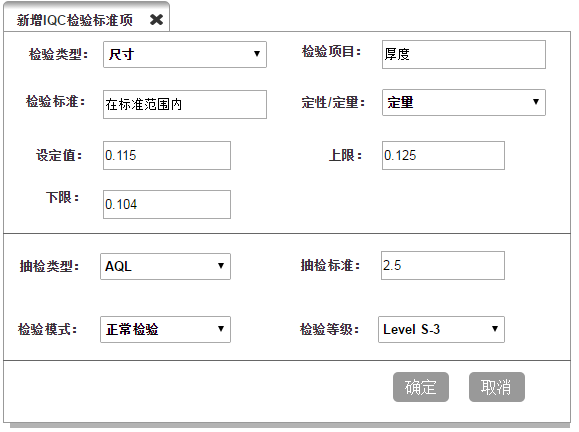 新增IQC检验标准项 ✖
检验类型： 尺寸 ▼ 检验项目： 厚度
检验标准： 在标准范围内 定性/定量： 定量 ▼
设定值： 0.115 上限： 0.125
下限： 0.104
抽检类型： AQL ▼ 抽检标准： 2.5
检验模式： 正常检验 ▼ 检验等级： Level S-3 ▼
确定 取消